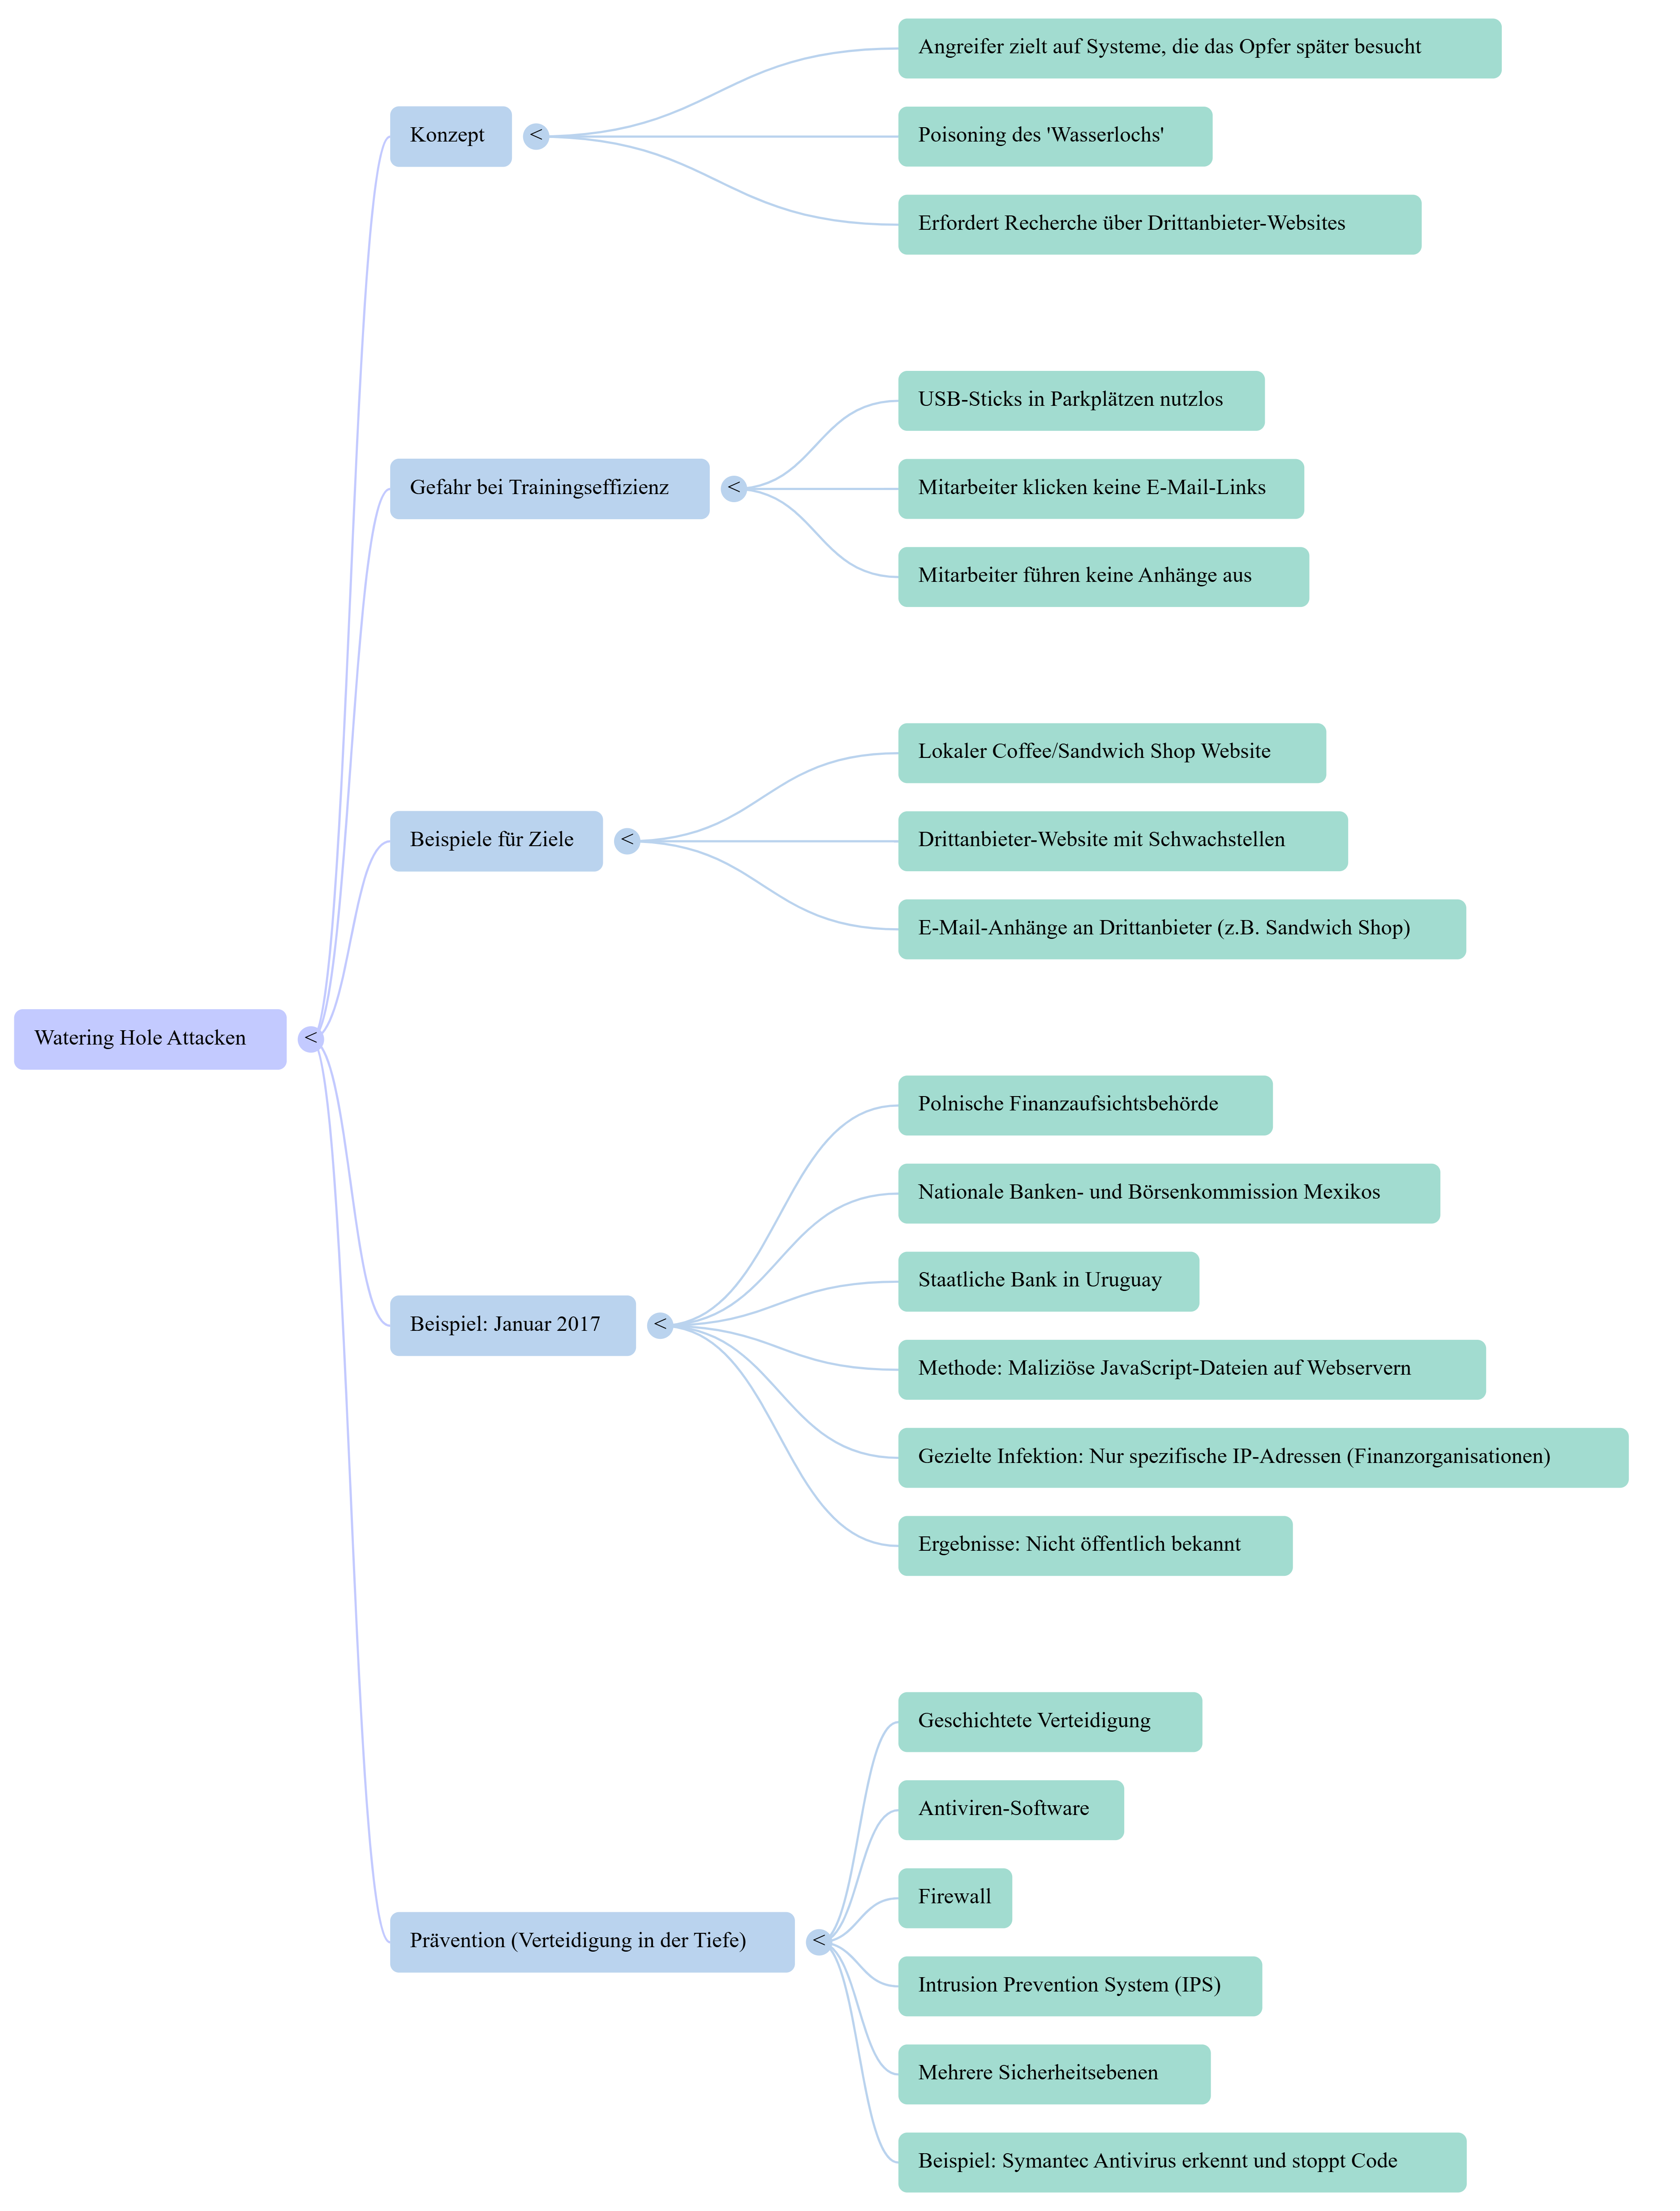 Watering Hole Attacken
<
Konzept
<
Angreifer zielt auf Systeme, die das Opfer später besucht
Poisoning des 'Wasserlochs'
Erfordert Recherche über Drittanbieter-Websites
Gefahr bei Trainingseffizienz
<
USB-Sticks in Parkplätzen nutzlos
Mitarbeiter klicken keine E-Mail-Links
Mitarbeiter führen keine Anhänge aus
Beispiele für Ziele
<
Lokaler Coffee/Sandwich Shop Website
Drittanbieter-Website mit Schwachstellen
E-Mail-Anhänge an Drittanbieter (z.B. Sandwich Shop)
Beispiel: Januar 2017
<
Polnische Finanzaufsichtsbehörde
Nationale Banken- und Börsenkommission Mexikos
Staatliche Bank in Uruguay
Methode: Maliziöse JavaScript-Dateien auf Webservern
Gezielte Infektion: Nur spezifische IP-Adressen (Finanzorganisationen)
Ergebnisse: Nicht öffentlich bekannt
Prävention (Verteidigung in der Tiefe)
<
Geschichtete Verteidigung
Antiviren-Software
Firewall
Intrusion Prevention System (IPS)
Mehrere Sicherheitsebenen
Beispiel: Symantec Antivirus erkennt und stoppt Code